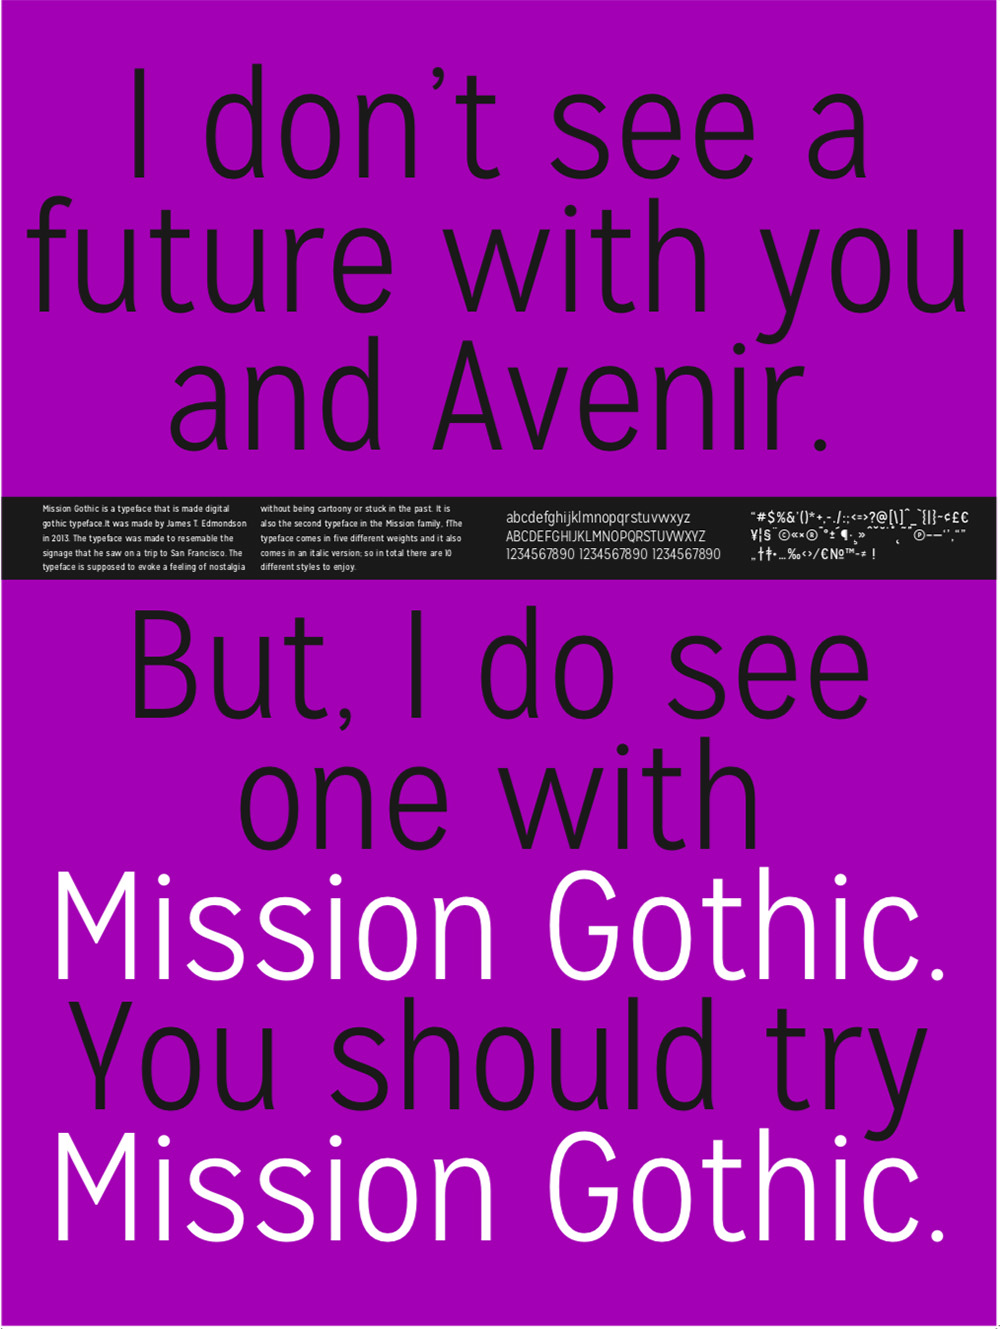 I don’t see a
future with you
and Avenir.
Mission Gothic is a typeface that is made digital
gothic typeface.It was made by James T. Edmondson
in 2013. The typeface was made to resemable the
signage that he saw on a trip to San Francisco. The
typeface is supposed to evoke a feeling of nostalgia
without being cartoony or stuck in the past. It is
also the second typeface in the Mission family. fThe
typeface comes in five different weights and it also
comes in an italic version; so in total there are 10
different styles to enjoy.
abcdefghijklmnopqrstuvwxyz
ABCDEFGHIJKLMNOPQRSTUVWXYZ
1234567890 1234567890 1234567890
"#$%&'()*+,-./:;<=>?@[\]^_`{|}~¢£€
¥¦§¨©«×®¯°±´¶·¸»
„†‡•…‰‹›/€№™-≠ !
But, I do see
one with
Mission Gothic.
You should try
Mission Gothic.